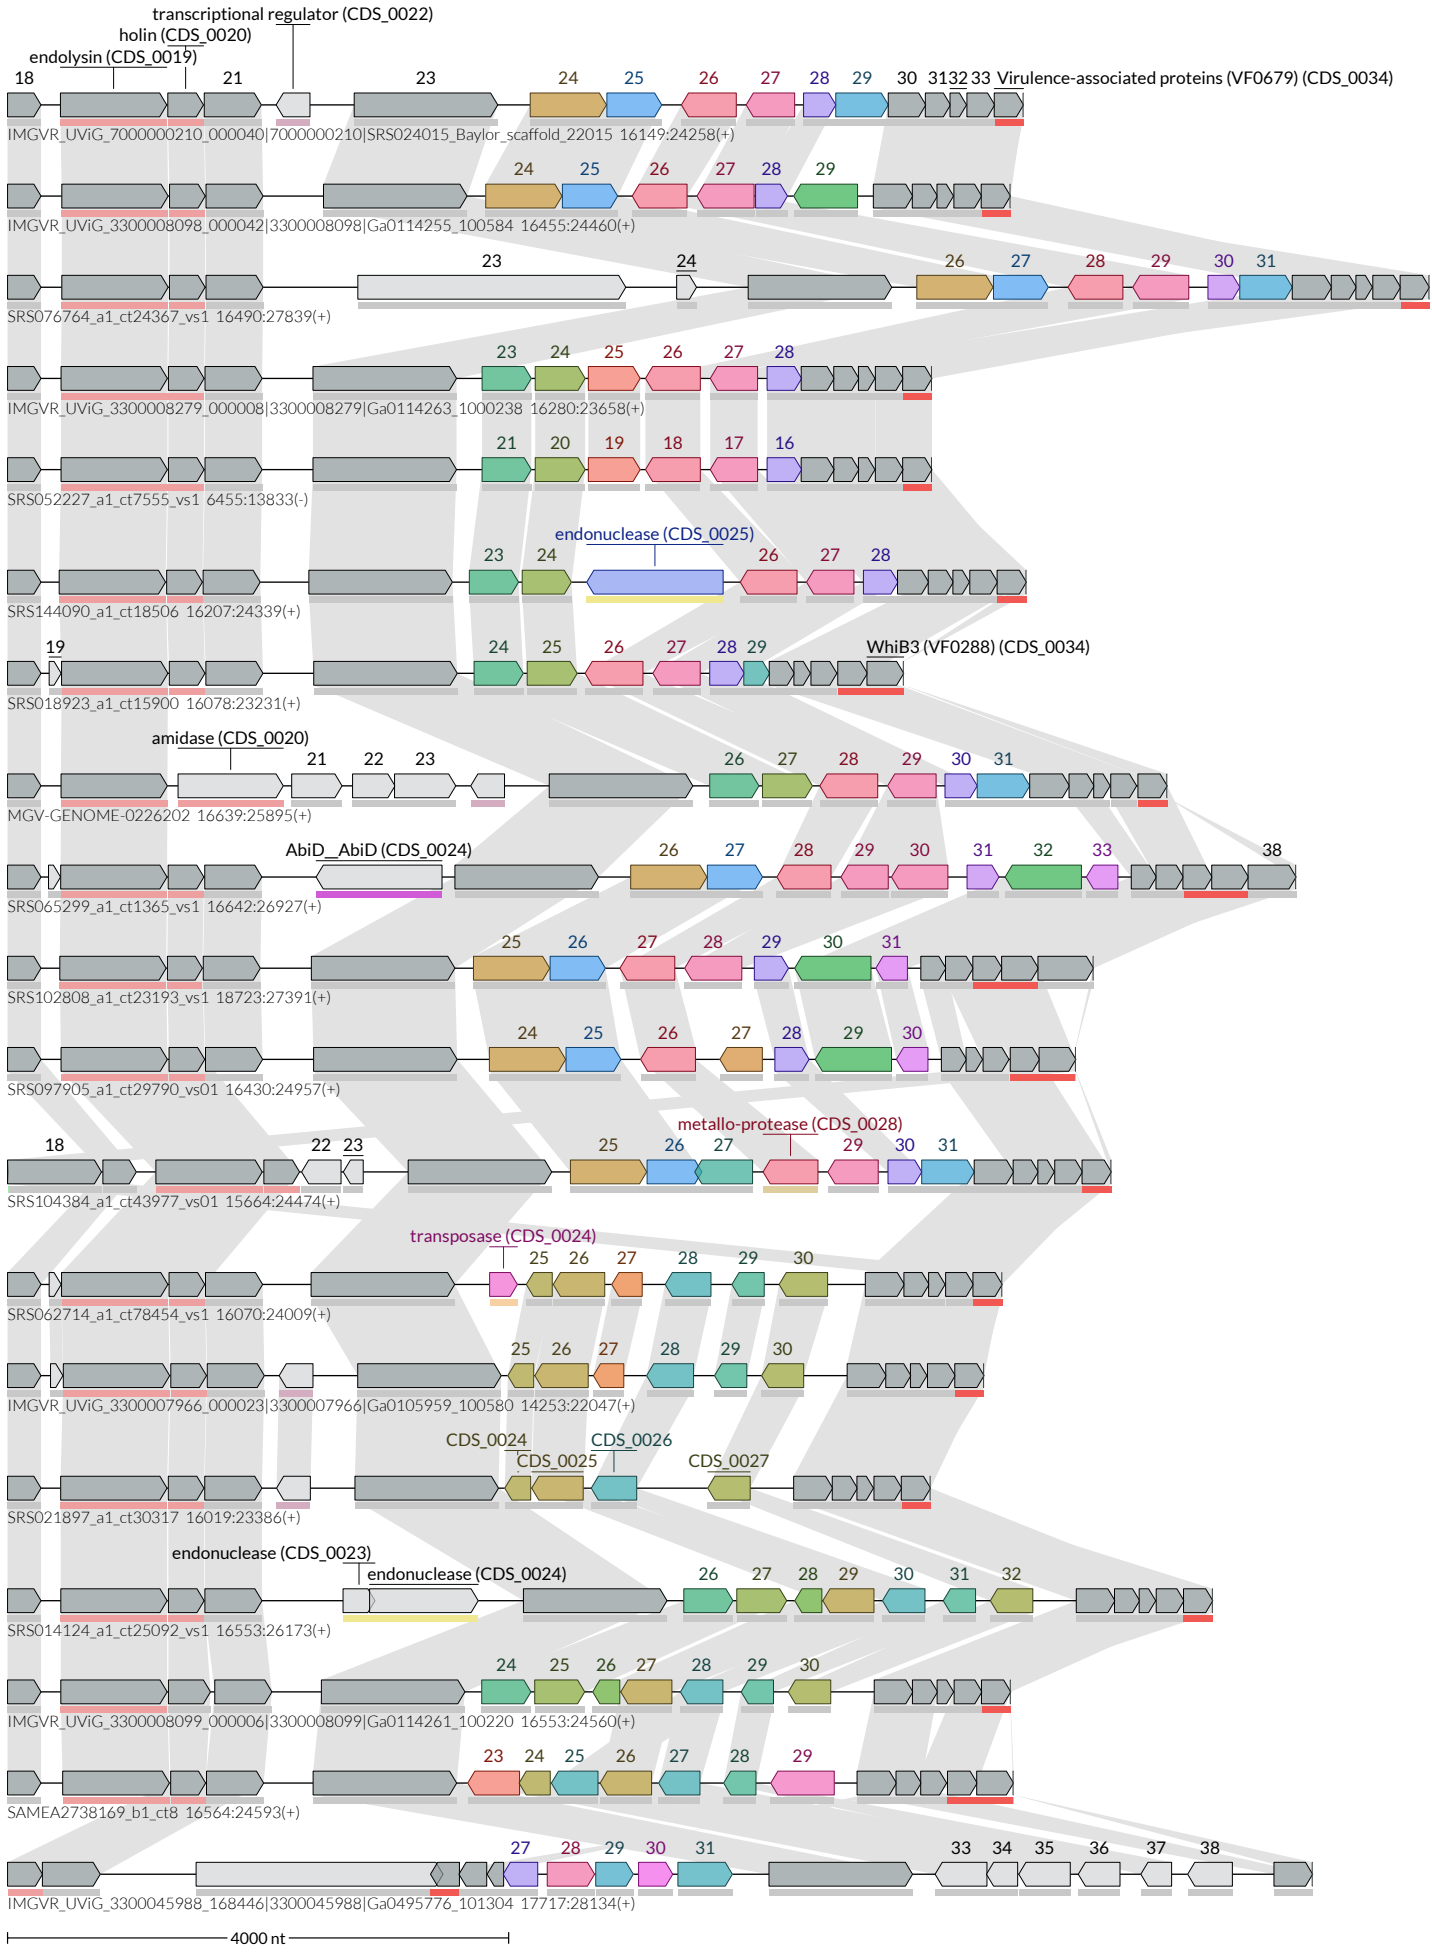 transcriptional regulator (CDS_0022)
holin (CDS_0020)
endolysin (CDS_0019)
18 21 23 24 25 26 27 28 29 30 31 32 33 Virulence-associated proteins (VF0679) (CDS_0034)
IMGVR_UViG_7000000210_000040|7000000210|SRS024015_Baylor_scaffold_22015 16149:24258(+)
24 25 26 27 28 29
IMGVR_UViG_3300008098_000042|3300008098|Ga0114255_100584 16455:24460(+)
23 24 26 27 28 29 30 31
SRS076764_a1_ct24367_vs1 16490:27839(+)
23 24 25 26 27 28
IMGVR_UViG_3300008279_000008|3300008279|Ga0114263_1000238 16280:23658(+)
21 20 19 18 17 16
SRS052227_a1_ct7555_vs1 6455:13833(-)
endonuclease (CDS_0025)
23 24 26 27 28
SRS144090_a1_ct18506 16207:24339(+)
19 24 25 26 27 28 29 WhiB3 (VF0288) (CDS_0034)
SRS018923_a1_ct15900 16078:23231(+)
amidase (CDS_0020)
21 22 23 26 27 28 29 30 31
MGV-GENOME-0226202 16639:25895(+)
AbiD__AbiD (CDS_0024) 26 27 28 29 30 31 32 33 38
SRS065299_a1_ct1365_vs1 16642:26927(+)
25 26 27 28 29 30 31
SRS102808_a1_ct23193_vs1 18723:27391(+)
24 25 26 27 28 29 30
SRS097905_a1_ct29790_vs01 16430:24957(+)
metallo-protease (CDS_0028)
18 22 23 25 26 27 29 30 31
SRS104384_a1_ct43977_vs01 15664:24474(+)
transposase (CDS_0024)
25 26 27 28 29 30
SRS062714_a1_ct78454_vs1 16070:24009(+)
25 26 27 28 29 30
IMGVR_UViG_3300007966_000023|3300007966|Ga0105959_100580 14253:22047(+)
CDS_0024 CDS_0026
CDS_0025 CDS_0027
SRS021897_a1_ct30317 16019:23386(+)
endonuclease (CDS_0023)
endonuclease (CDS_0024) 26 27 28 29 30 31 32
SRS014124_a1_ct25092_vs1 16553:26173(+)
24 25 26 27 28 29 30
IMGVR_UViG_3300008099_000006|3300008099|Ga0114261_100220 16553:24560(+)
23 24 25 26 27 28 29
SAMEA2738169_b1_ct8 16564:24593(+)
27 28 29 30 31 33 34 35 36 37 38
IMGVR_UViG_3300045988_168446|3300045988|Ga0495776_101304 17717:28134(+)
4000 nt